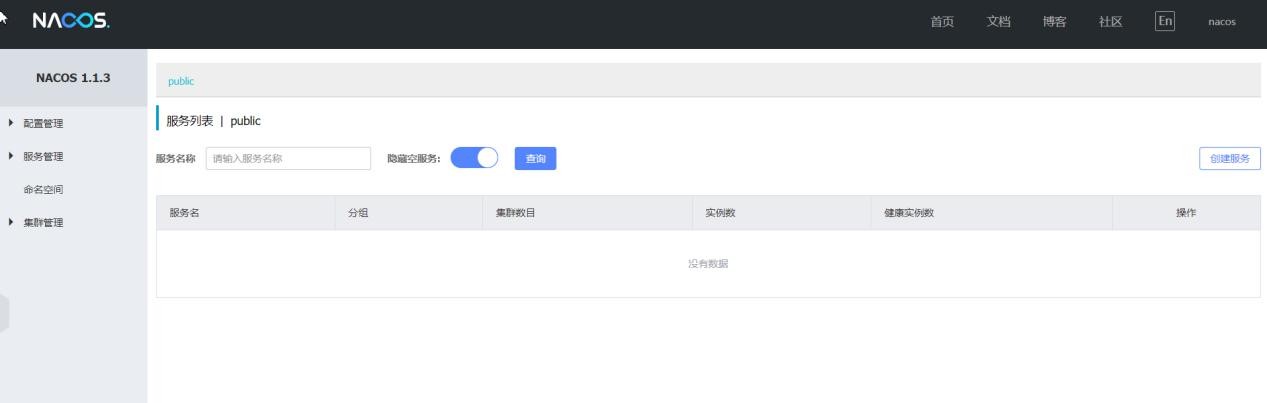 NACOS.
首页 文档 博客 社区 En nacos
NACOS 1.1.3
配置管理
服务管理
命名空间
集群管理
public
服务列表 | public
服务名称 请输入服务名称 隐藏空服务: 查询 创建服务
服务名 分组 集群数目 实例数 健康实例数 操作
没有数据